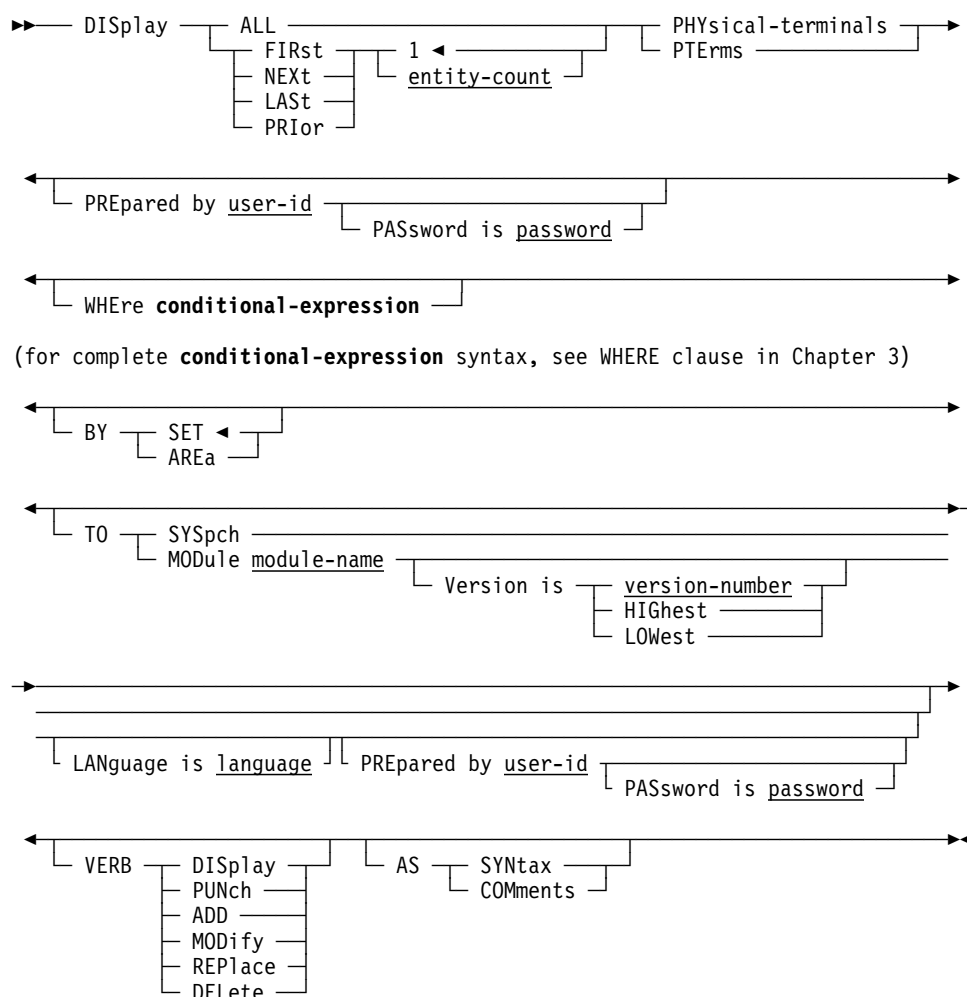 DISplay ALL PHYsical-terminals
FIRst 1 PTErms
NEXt entity-count
LASt
PRIor
PREpared by user-id
PASsword is password
WHEre conditional-expression
(for complete conditional-expression syntax, see WHERE clause in Chapter 3)
BY SET
AREa
TO SYSpch
MODule module-name
Version is version-number
HIGhest
LOWest
LANguage is language PREpared by user-id
PASsword is password
VERB DISplay AS SYNtax
PUNch COMments
ADD
MODify
REPlace
DELete